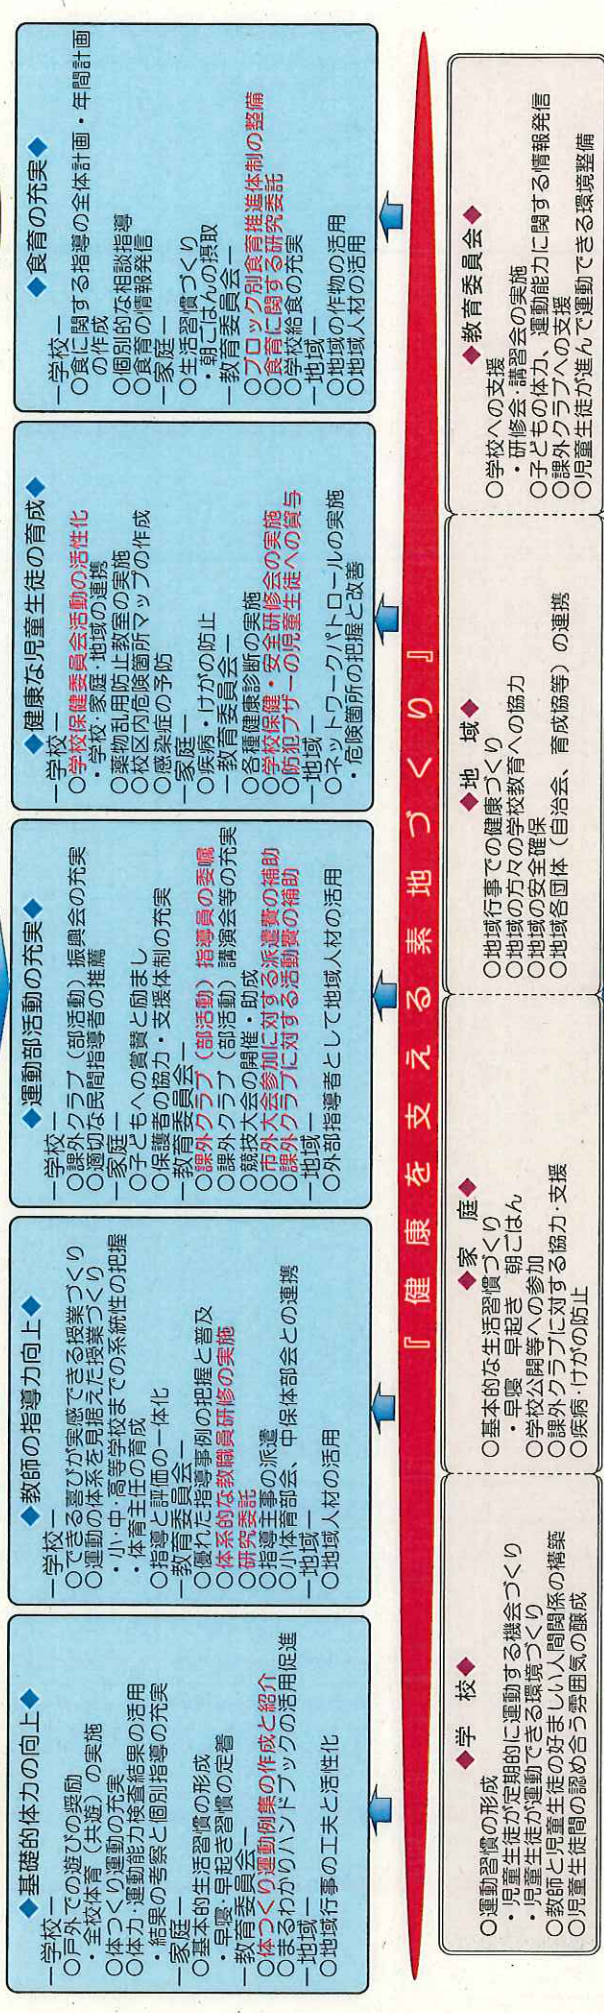 ◆基礎的体力の向上◆
－学校－
○戸外での遊びの奨励
・全校体育（共遊）の実施
○体つくり運動の充実
○体力・運動能力検査結果の活用
・結果の考察と個別指導の充実
－家庭－
○基本的生活習慣の形成
・早寝・早起き習慣の定着
－教育委員会－
○体つくり運動例集の作成と紹介
○まるわかりハンドブックの活用促進
－地域－
○地域行事の工夫と活性化
◆教師の指導力向上◆
－学校－
○できる喜びが実感できる授業づくり
○運動の体系を見据えた授業づくり
・小・中・高等学校までの系統性の把握
・体育主任の育成
○指導と評価の一体化
－教育委員会－
○優れた指導事例の把握と普及
○体系的な教職員研修の実施
○研究委託
○指導主事の派遣
○小体育部会、中保体部会との連携
－地域－
○地域人材の活用
◆運動部活動の充実◆
－学校－
○課外クラブ（部活動）振興会の充実
○適切な民間指導者の推薦
－家庭－
○子どもへの賞賛と励まし
○保護者の協力・支援体制の充実
－教育委員会－
○課外クラブ（部活動）指導員の委嘱
○課外クラブ（部活動）講演会等の充実
○競技大会の開催・助成
○市外大会参加に対する派遣費の補助
○課外クラブに対する活動費の補助
－地域－
○外部指導者として地域人材の活用
◆健康な児童生徒の育成◆
－学校－
○学校保健委員会活動の活性化
・学校・家庭・地域の連携
○薬物乱用防止教室の実施
○校区内危険箇所マップの作成
○感染症の予防
－家庭－
○疾病・けがの防止
－教育委員会－
○各種健康診断の実施
○学校保健・安全研修会の実施
○防犯ブザーの児童生徒への貸与
－地域－
○ネットワークパトロールの実施
・危険箇所の把握と改善
◆食育の充実◆
－学校－
○食に関する指導の全体計画・年間計画
の作成
○個別的な相談指導
○食育の情報発信
－家庭－
○生活習慣づくり
・朝ごはんの摂取
－教育委員会－
○ブロック別食育推進体制の整備
○食育に関する研究委託
○学校給食の充実
－地域－
○地域の作物の活用
○地域人材の活用
『健康を支える素地づくり』
◆学 校◆
○運動習慣の形成
・児童生徒が定期的に運動する機会づくり
・児童生徒が運動できる環境づくり
○教師と児童生徒の好ましい人間関係の構築
○児童生徒間の認め合う雰囲気の醸成
◆家 庭◆
○基本的な生活習慣づくり
・早寝 早起き 朝ごはん
○学校公開等への参加
○課外クラブに対する協力・支援
○疾病・けがの防止
◆地 域◆
○地域行事での健康づくり
○地域の方々の学校教育への協力
○地域の安全確保
○地域各団体（自治会、育成協等）の連携
◆教育委員会◆
○学校への支援
・研修会・講習会の実施
○子どもの体力、運動能力に関する情報発信
○課外クラブへの支援
○児童生徒が進んで運動できる環境整備